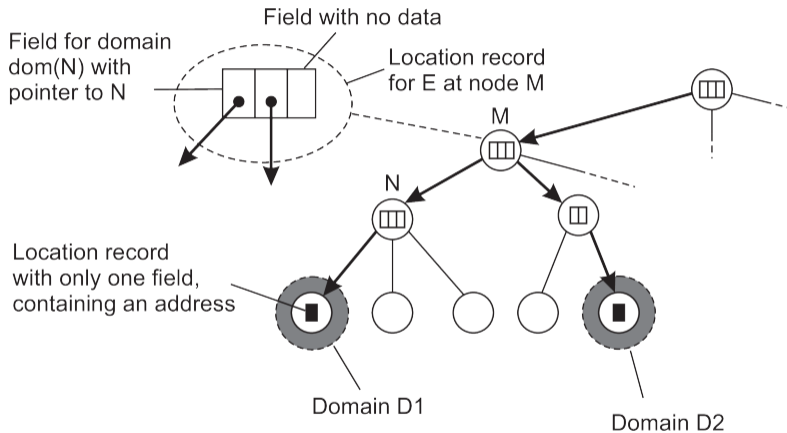 Field with no data
Field for domain
dom(N) with
pointer to N
Location record
for E at node M
M
N
Location record
with only one field,
containing an address
Domain D1
Domain D2